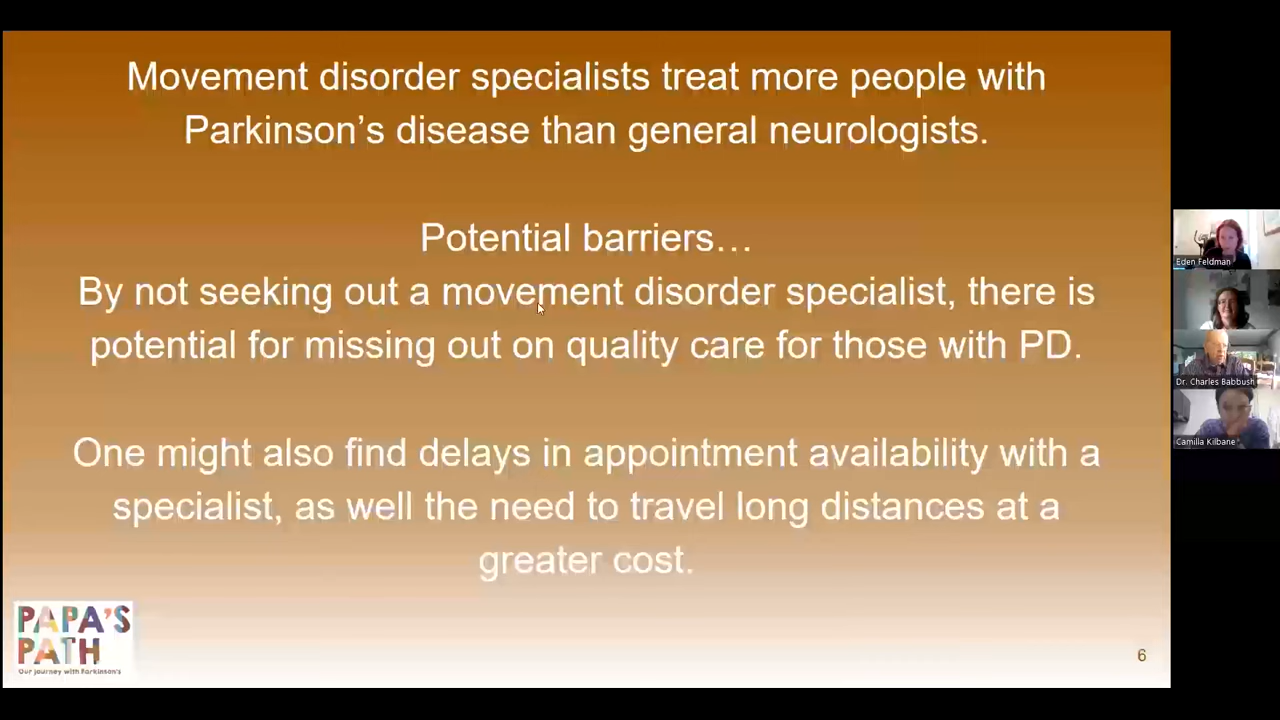 Movement disorder specialists treat more people with
Parkinson's disease than general neurologists.
Potential barriers…
By not seeking out a movement disorder specialist, there is
potential for missing out on quality care for those with PD.
One might also find delays in appointment availability with a
specialist, as well the need to travel long distances at a
greater cost.
PAPA'S
PATH
Our journey with Parkinson's
6
Eden Feldman
Dr. Charles Babbush
Camilla Kilbane